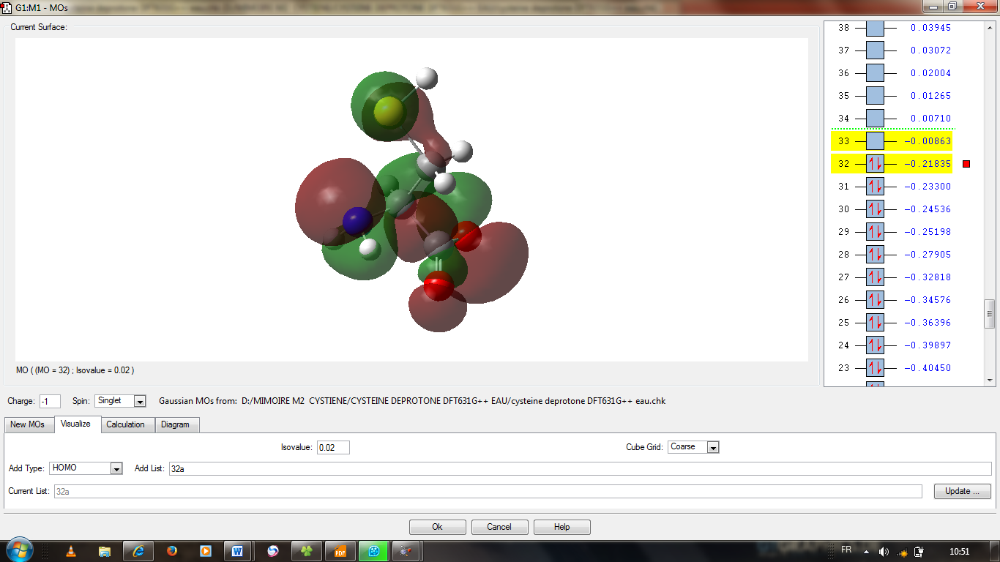 G1:M1 - MOs
Current Surface:
38 0.03945
37 0.03072
36 0.02004
35 0.01265
34 0.00710
33 -0.00863
32 -0.21835
31 -0.23300
30 -0.24536
29 -0.25198
28 -0.27905
27 -0.32818
26 -0.34576
25 -0.36396
24 -0.39897
23 -0.40450
MO ( (MO = 32) ; Isovalue = 0.02 )
Charge: -1 Spin: Singlet Gaussian MOs from: D:/MIMOIRE M2 CYSTIENE/CYSTEINE DEPROTONE DFT631G++ EAU/cysteine deprotone DFT631G++ eau.chk
New MOs Visualize Calculation Diagram
Isovalue: 0.02 Cube Grid: Coarse
Add Type: HOMO Add List: 32a
Current List: 32a Update ...
Ok Cancel Help
FR 10:51